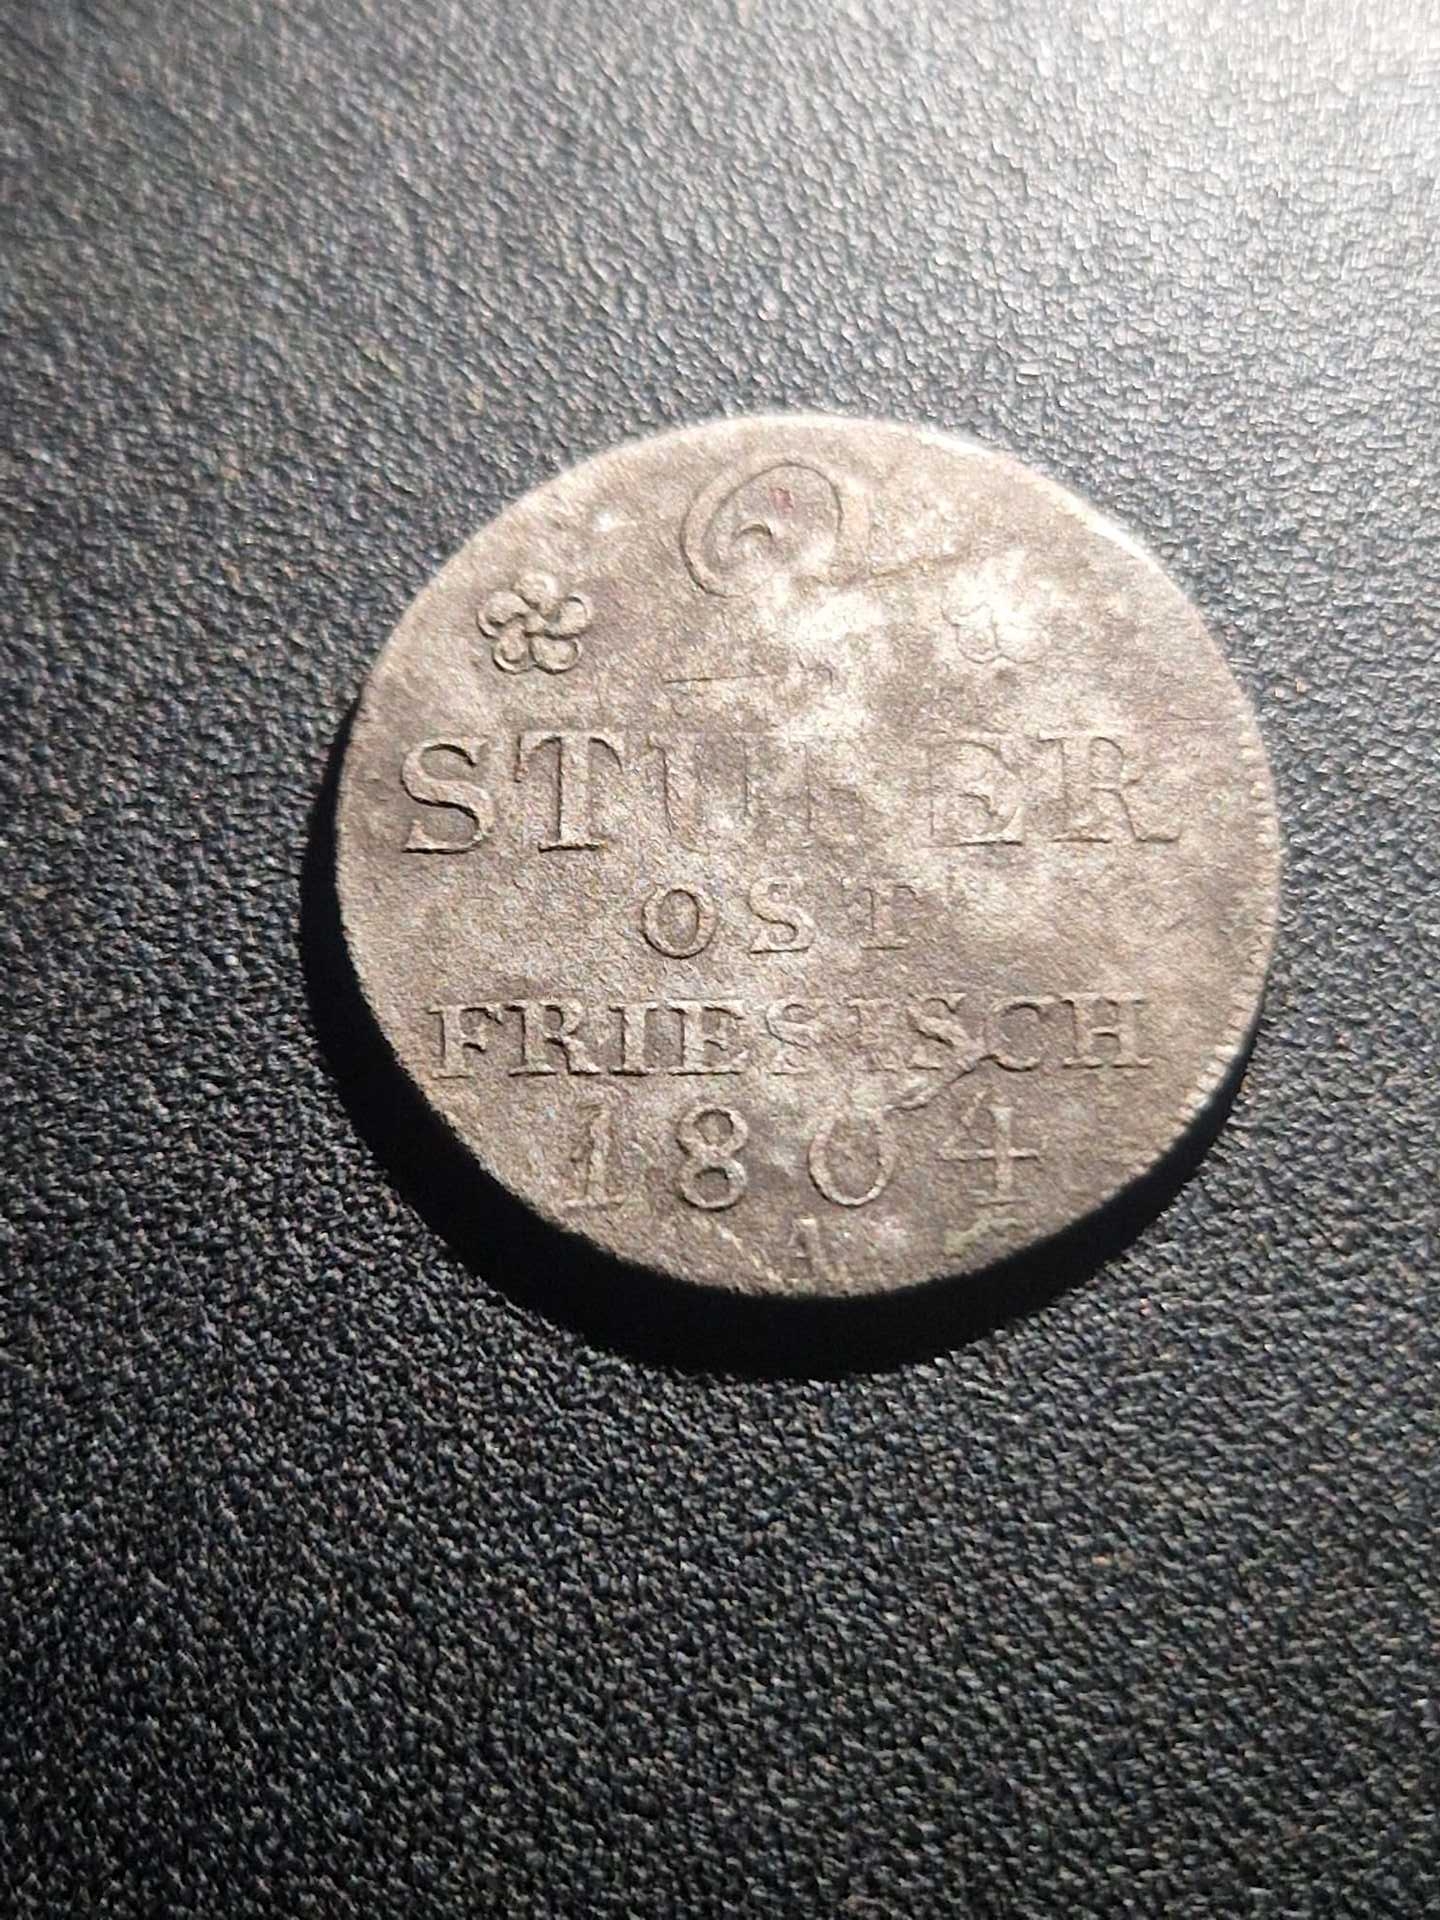 2
STUBER
OST
FRIESISCH
1804
A